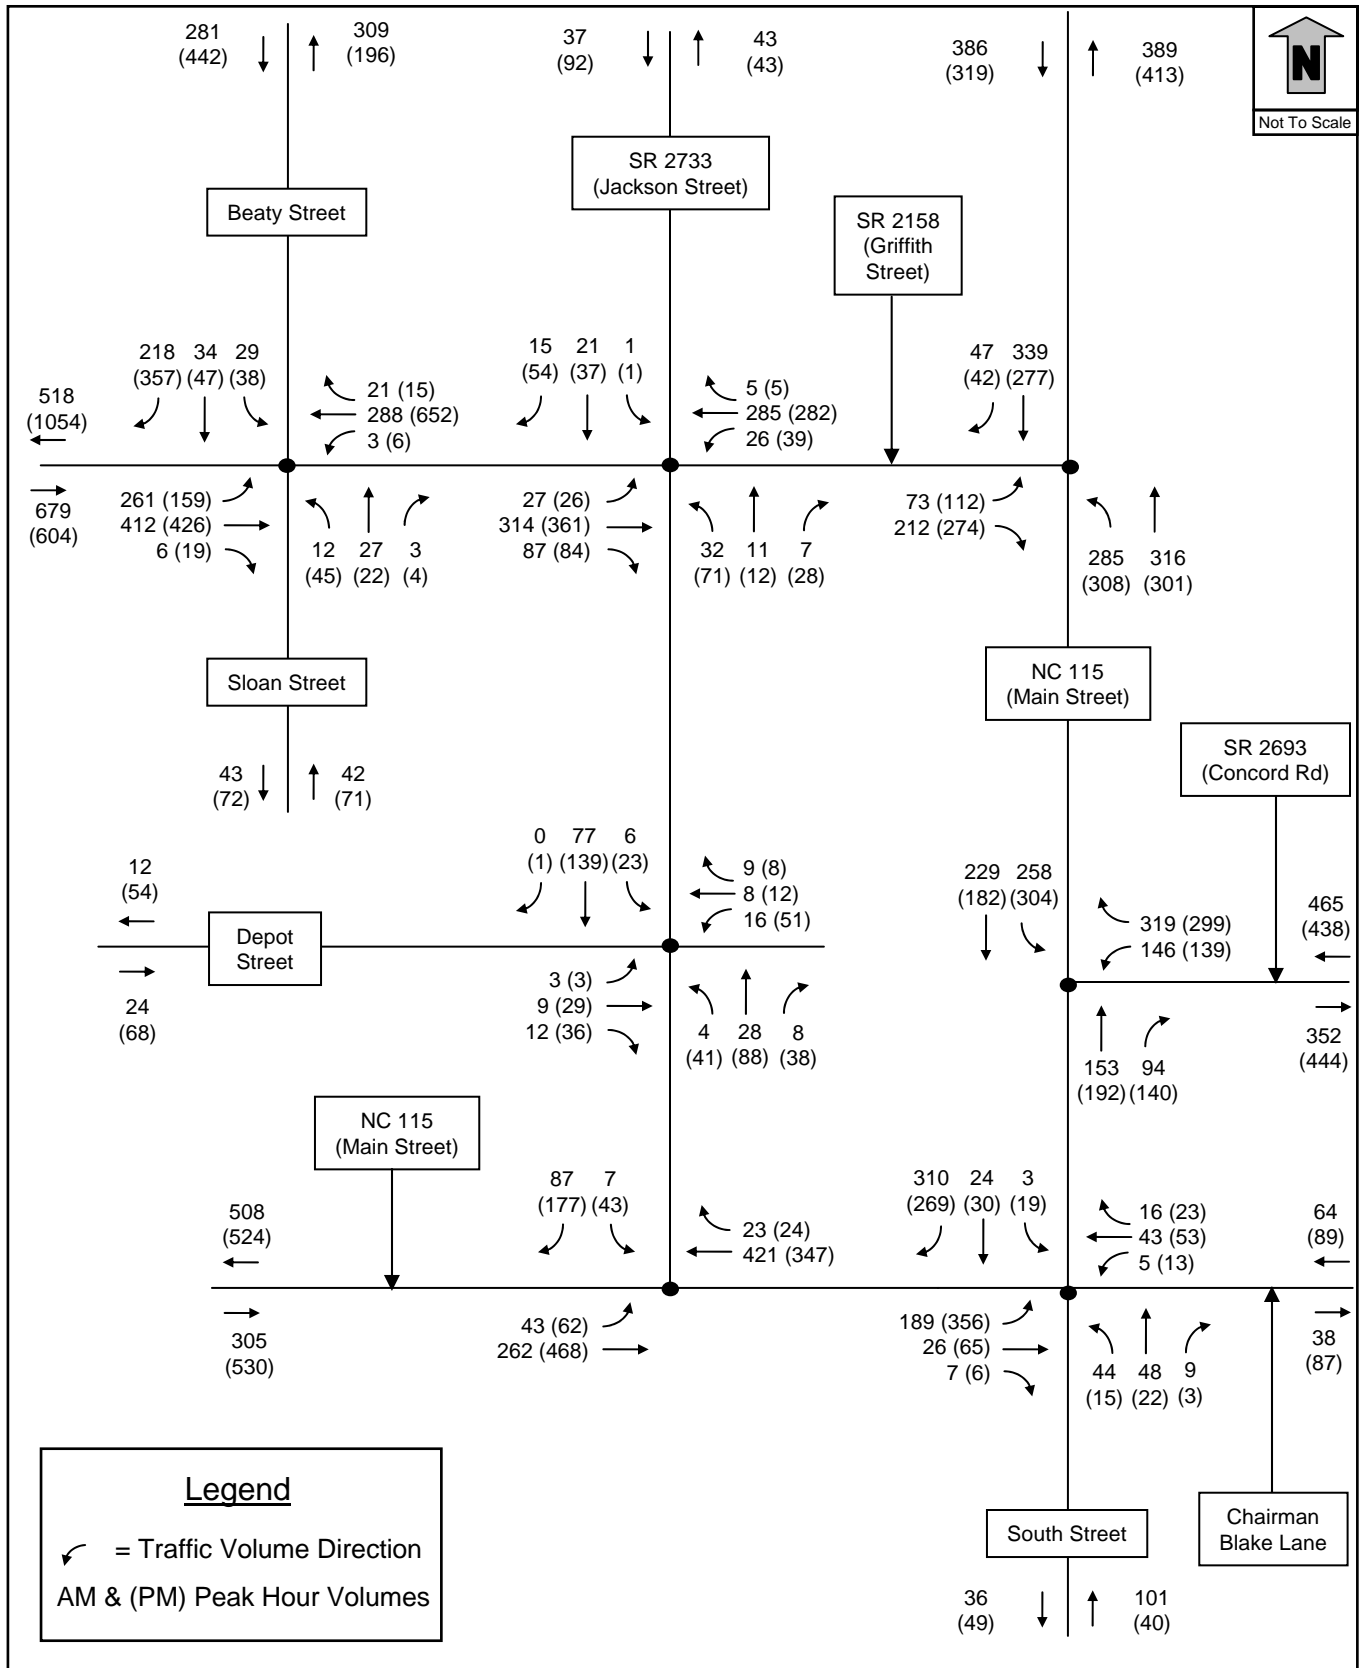 281 309 37 43 386 389
(442) (196) (92) (43) (319) (413)
N
Not To Scale
SR 2733
(Jackson Street)
Beaty Street
SR 2158
(Griffith
Street)
218 34 29
(357) (47) (38)
518
(1054)
21 (15)
288 (652)
3 (6)
15 21 1
(54) (37) (1)
5 (5)
285 (282)
26 (39)
47 339
(42) (277)
679
(604)
261 (159)
412 (426)
6 (19)
12 27 3
(45) (22) (4)
27 (26)
314 (361)
87 (84)
32 11 7
(71) (12) (28)
73 (112)
212 (274)
285 316
(308) (301)
Sloan Street
NC 115
(Main Street)
SR 2693
(Concord Rd)
43 42
(72) (71)
0 77 6
(1) (139) (23)
12
(54)
9 (8)
8 (12)
16 (51)
229 258
(182) (304)
319 (299)
146 (139)
465
(438)
Depot
Street
24
(68)
3 (3)
9 (29)
12 (36)
4 28 8
(41) (88) (38)
153 94
(192) (140)
352
(444)
NC 115
(Main Street)
87 7
(177) (43)
508
(524)
23 (24)
421 (347)
310 24 3
(269) (30) (19)
16 (23)
43 (53)
5 (13)
64
(89)
305
(530)
43 (62)
262 (468)
189 (356)
26 (65)
7 (6)
44 48 9
(15) (22) (3)
38
(87)
Legend
= Traffic Volume Direction
AM & (PM) Peak Hour Volumes
South Street
Chairman
Blake Lane
36 101
(49) (40)